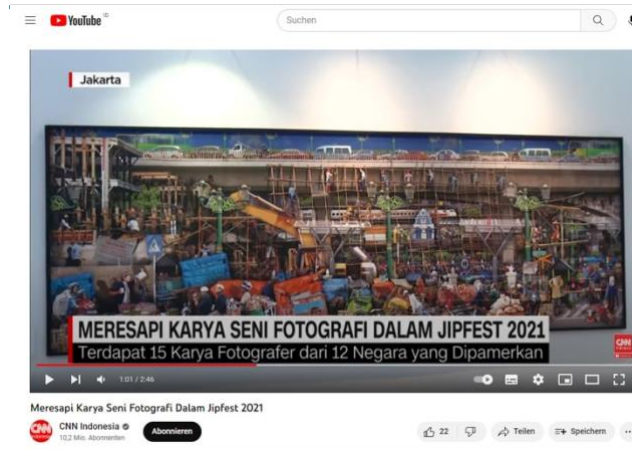 YouTube ID
Suchen
Jakarta
MERESAPI KARYA SENI FOTOGRAFI DALAM JIPFEST 2021
Terdapat 15 Karya Fotografer dari 12 Negara yang Dipamerkan
CNN
1:01 / 2:46
Meresapi Karya Seni Fotografi Dalam Jipfest 2021
CNN Indonesia
10,2 Mio. Abonnenten
Abonnieren
22
Teilen
Speichern